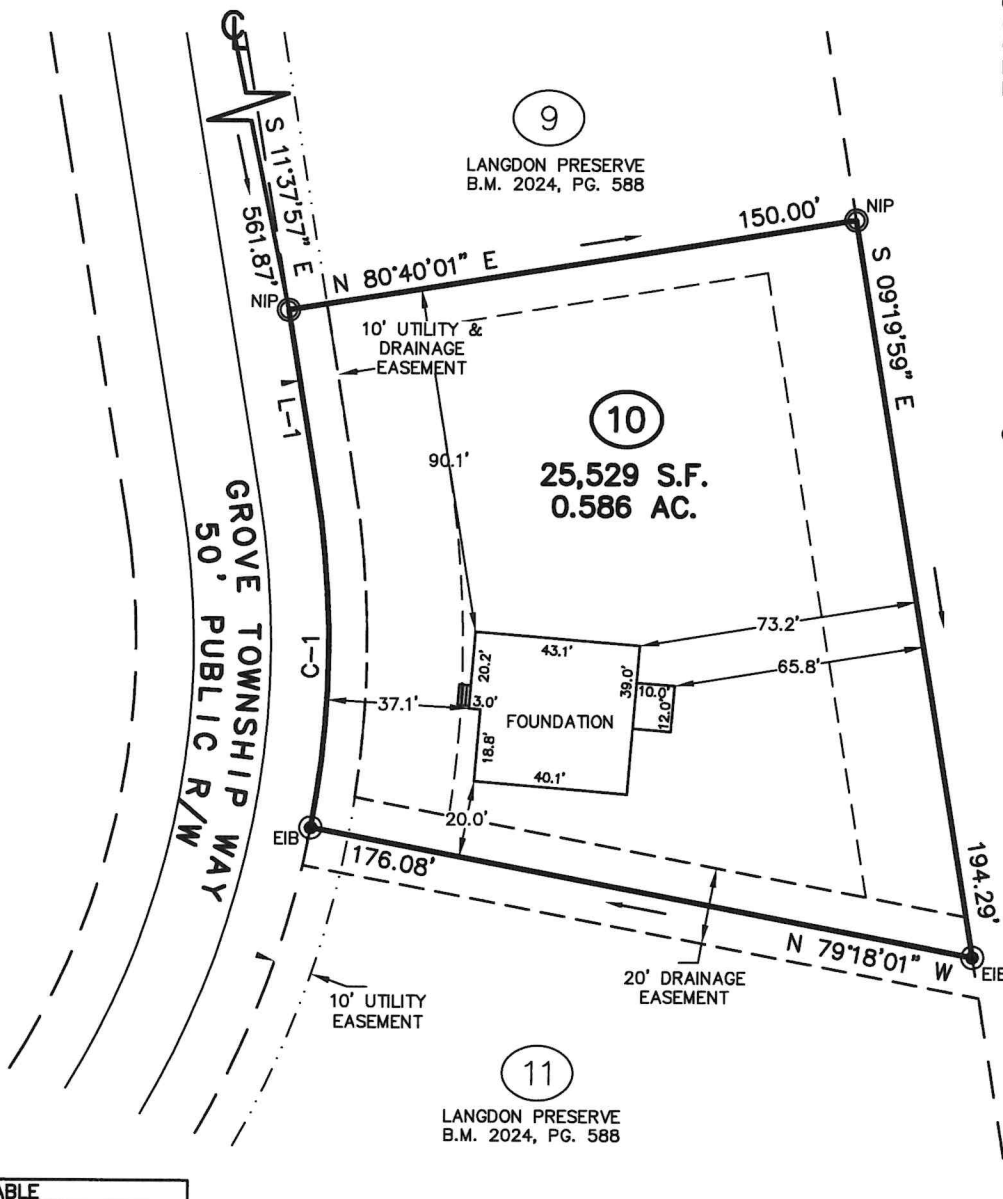 ℄
S 11°37'57" E
561.87'
9
LANGDON PRESERVE
B.M. 2024, PG. 588
NIP
150.00'
N 80°40'01" E
NIP
S 09°19'59" E
194.29'
10' UTILITY &
DRAINAGE
EASEMENT
L-1
10
25,529 S.F.
0.586 AC.
90.1'
GROVE TOWNSHIP WAY
50' PUBLIC R/W
C-1
37.1'
43.1'
20.2'
3.0'
18.8'
39.0'
10.0'
12.0'
FOUNDATION
40.1'
73.2'
65.8'
20.0'
EIB
176.08'
N 79°18'01" W
EIB
20' DRAINAGE
EASEMENT
10' UTILITY
EASEMENT
11
LANGDON PRESERVE
B.M. 2024, PG. 588